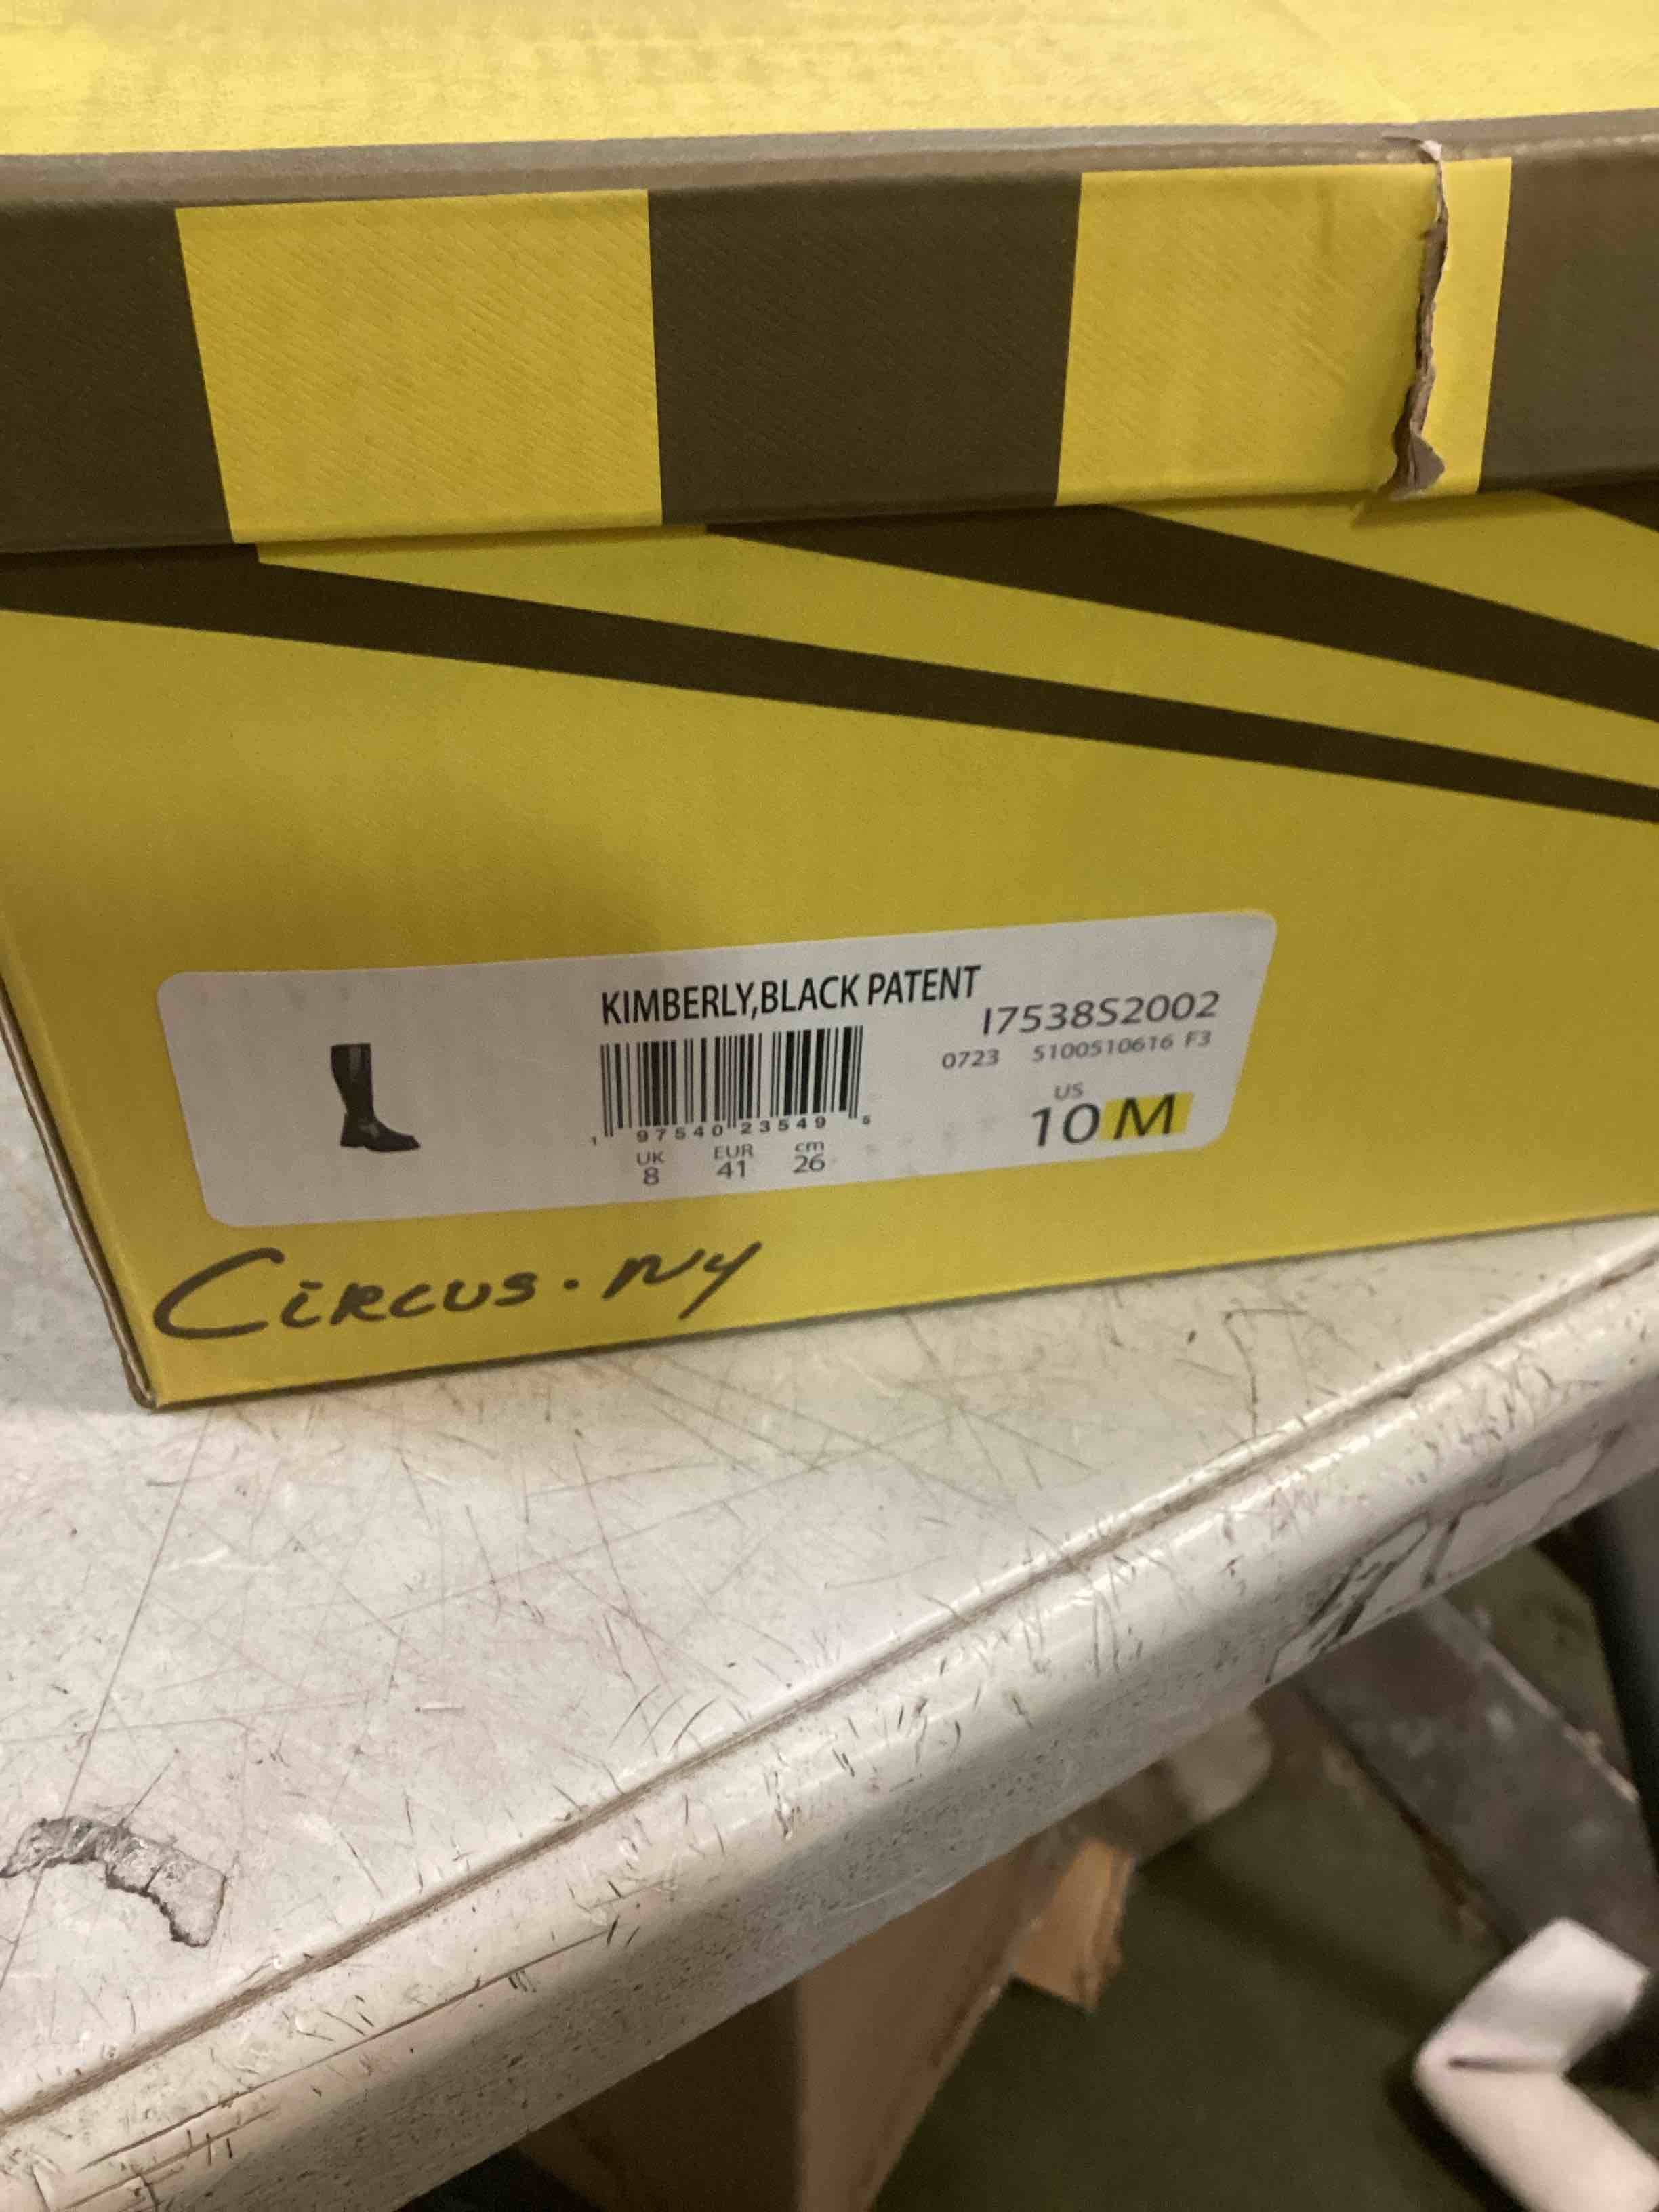 KIMBERLY,BLACK PATENT
I7538S2002
0723 5100510616 F3
US
10 M
1 97540 23549 5
UK EUR cm
8 41 26
CiRCUS. NY